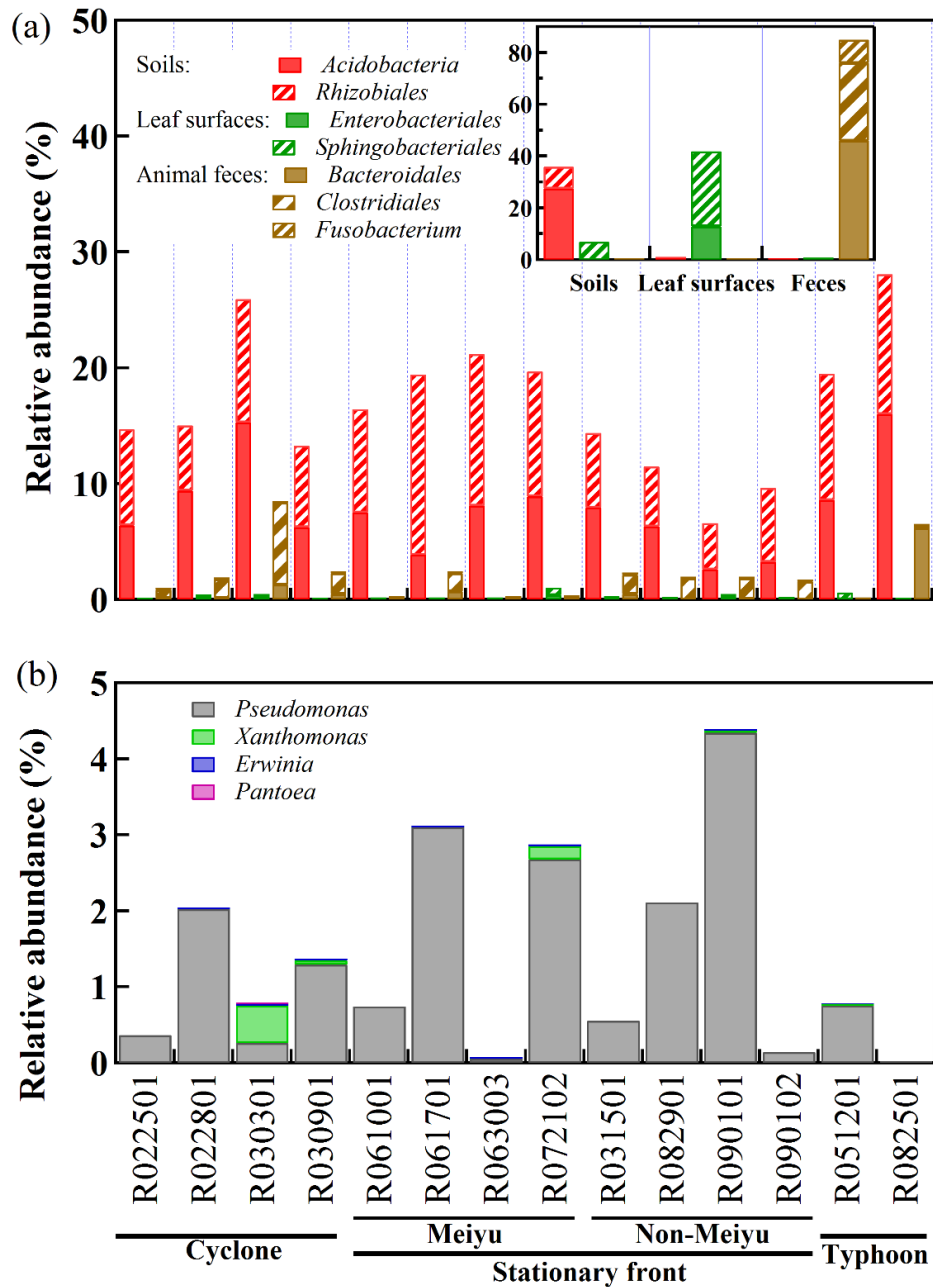 (a)
Relative abundance (%)
50
40
30
20
10
0
Soils: Acidobacteria
Rhizobiales
Leaf surfaces: Enterobacteriales
Sphingobacteriales
Animal feces: Bacteroidales
Clostridiales
Fusobacterium
80
60
40
20
0
Soils Leaf surfaces Feces
(b)
Relative abundance (%)
5
4
3
2
1
0
Pseudomonas
Xanthomonas
Erwinia
Pantoea
R022501
R022801
R030301
R030901
R061001
R061701
R063003
R072102
R031501
R082901
R090101
R090102
R051201
R082501
Cyclone
Meiyu
Non-Meiyu
Typhoon
Stationary front